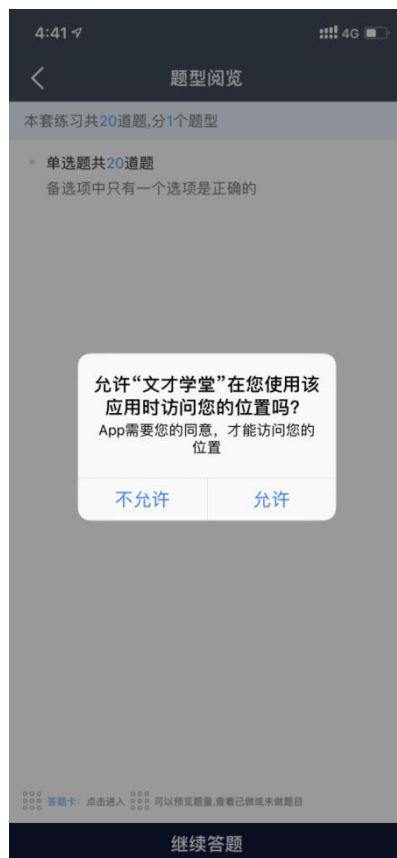 4:41
4G
题型阅览
本套练习共20道题,分1个题型
单选题共20道题
备选项中只有一个选项是正确的
允许“文才学堂”在您使用该
应用时访问您的位置吗?
App需要您的同意，才能访问您的
位置
不允许 允许
答题卡: 点击进入 可以预览题量,查看已做或未做题目
继续答题